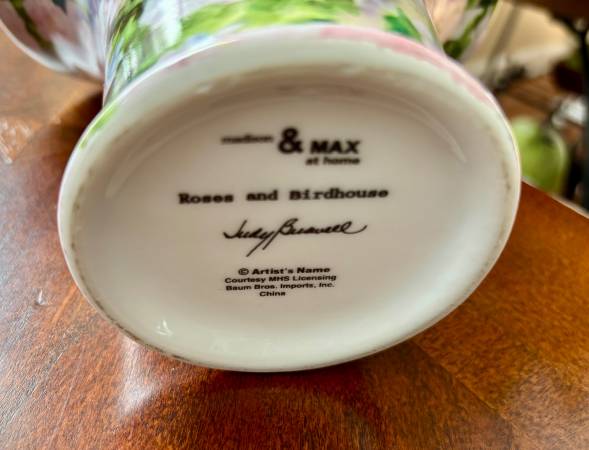 madison & MAX
at home
Roses and Birdhouse
Judy Buswell
© Artist's Name
Courtesy MHS Licensing
Baum Bros. Imports, Inc.
China